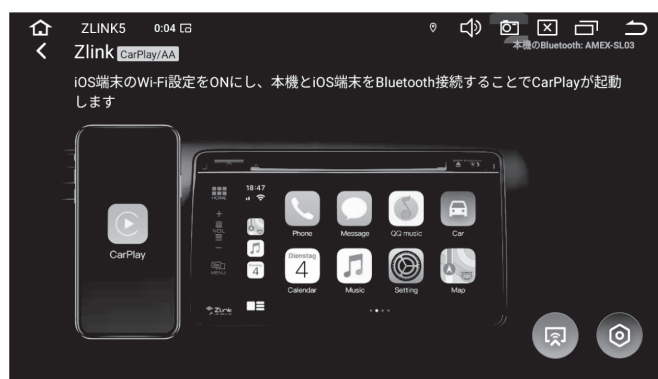 ZLINK5 0:04
本機のBluetooth: AMEX-SL03
Zlink CarPlay/AA
iOS端末のWi-Fi設定をONにし、本機とiOS端末をBluetooth接続することでCarPlayが起動
します
CarPlay
HOME
18:47
+
VOL
−
MENU
4
Zlink
Phone Message QQ music Car
Dienstag
4
Calendar Music Setting Map